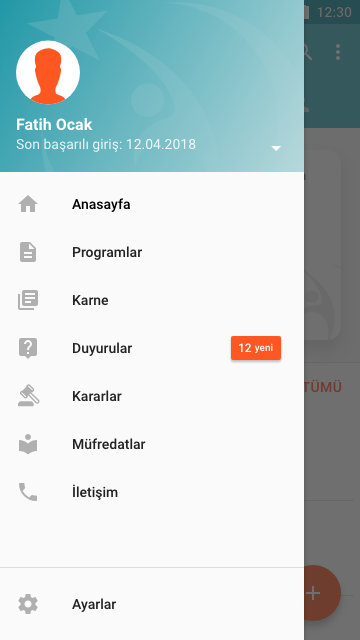 12:30
Fatih Ocak
Son başarılı giriş: 12.04.2018
Anasayfa
Programlar
Karne
Duyurular
12 yeni
Kararlar
TÜMÜ
Müfredatlar
İletişim
Ayarlar